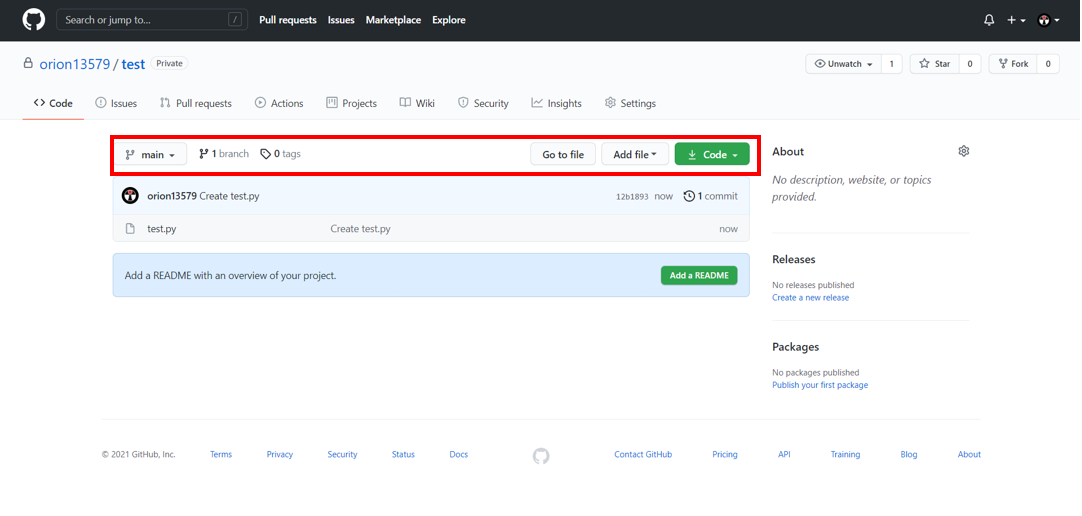 Search or jump to... /
Pull requests Issues Marketplace Explore
orion13579 / test Private
Unwatch 1 Star 0 Fork 0
Code Issues Pull requests Actions Projects Wiki Security Insights Settings
main 1 branch 0 tags Go to file Add file Code
orion13579 Create test.py 12b1893 now 1 commit
test.py Create test.py now
Add a README with an overview of your project. Add a README
About
No description, website, or topics
provided.
Releases
No releases published
Create a new release
Packages
No packages published
Publish your first package
© 2021 GitHub, Inc. Terms Privacy Security Status Docs Contact GitHub Pricing API Training Blog About